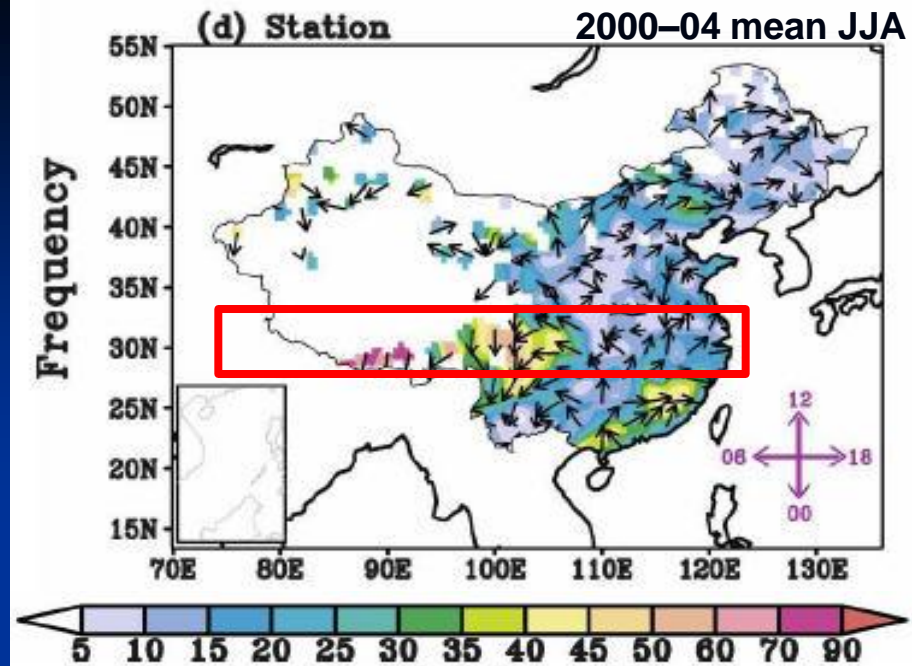 (d) Station
2000–04 mean JJA
Frequency
55N
50N
45N
40N
35N
30N
25N
20N
15N
12
06 18
00
70E 80E 90E 100E 110E 120E 130E
5 10 15 20 25 30 35 40 45 50 60 70 90